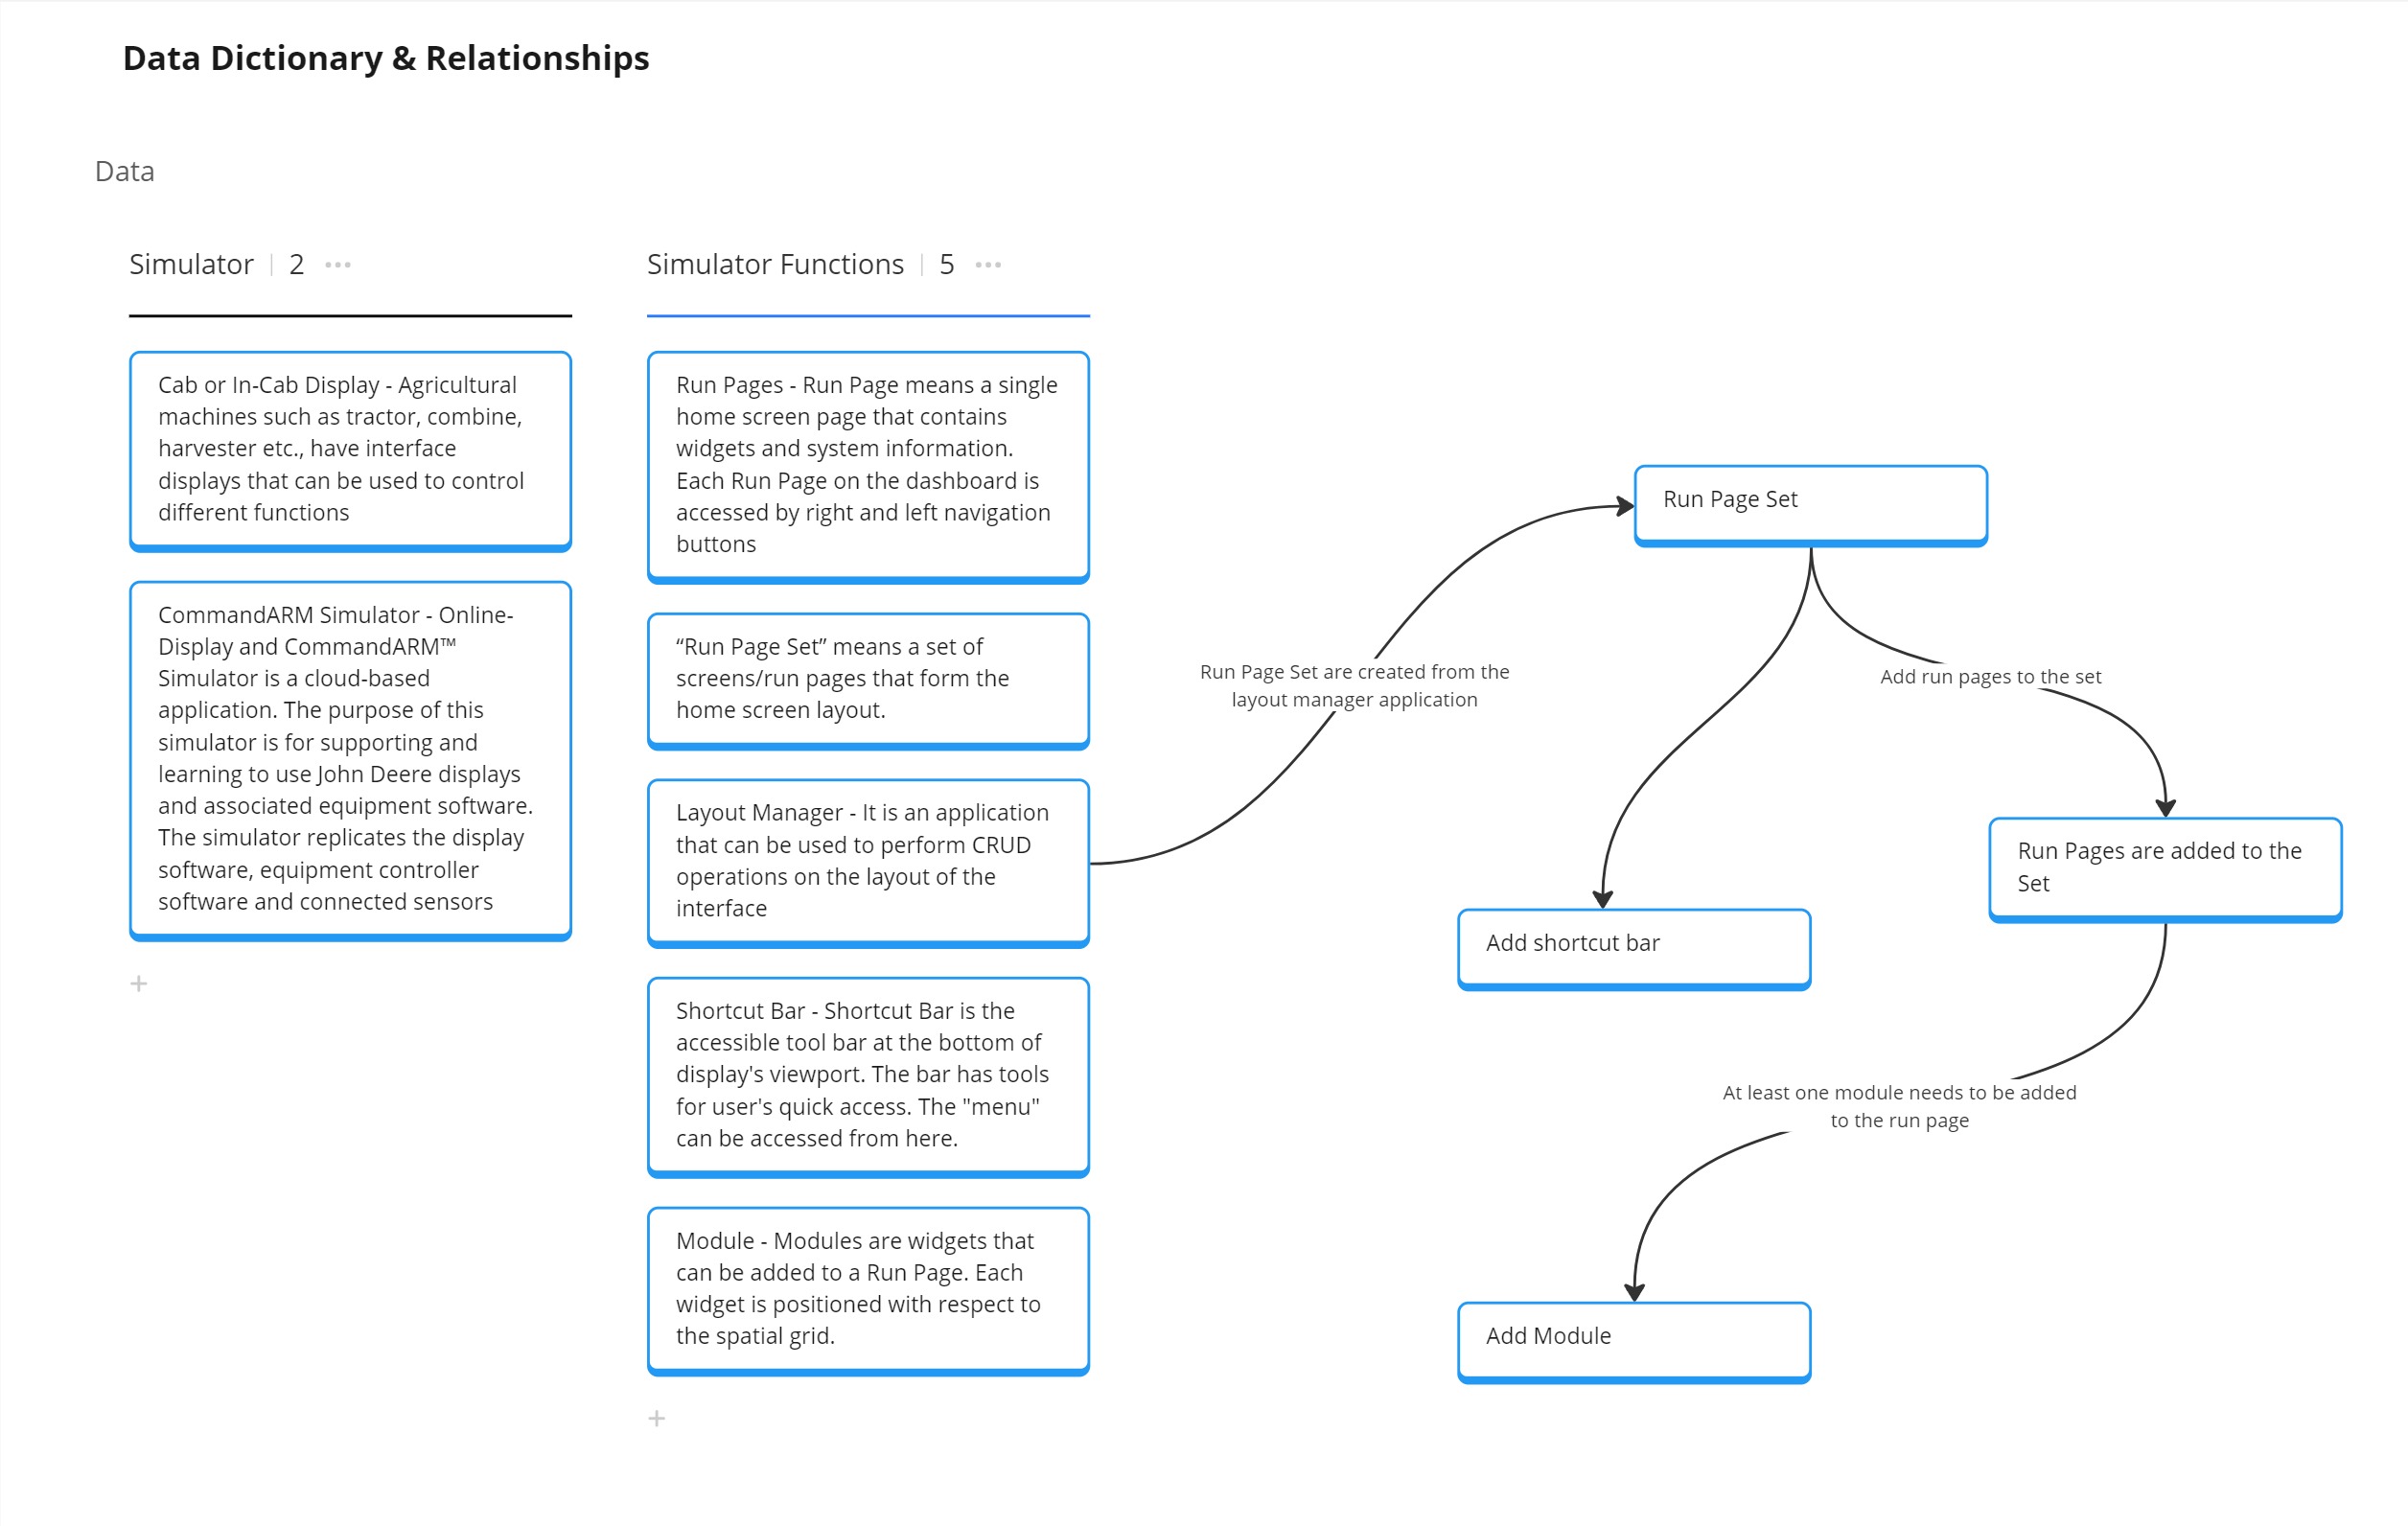 Data Dictionary & Relationships
Data
Simulator | 2 •••
Cab or In-Cab Display - Agricultural
machines such as tractor, combine,
harvester etc., have interface
displays that can be used to control
different functions
CommandARM Simulator - Online-
Display and CommandARM™
Simulator is a cloud-based
application. The purpose of this
simulator is for supporting and
learning to use John Deere displays
and associated equipment software.
The simulator replicates the display
software, equipment controller
software and connected sensors
+
Simulator Functions | 5 •••
Run Pages - Run Page means a single
home screen page that contains
widgets and system information.
Each Run Page on the dashboard is
accessed by right and left navigation
buttons
“Run Page Set” means a set of
screens/run pages that form the
home screen layout.
Layout Manager - It is an application
that can be used to perform CRUD
operations on the layout of the
interface
Shortcut Bar - Shortcut Bar is the
accessible tool bar at the bottom of
display's viewport. The bar has tools
for user's quick access. The "menu"
can be accessed from here.
Module - Modules are widgets that
can be added to a Run Page. Each
widget is positioned with respect to
the spatial grid.
+
Run Page Set are created from the
layout manager application
Run Page Set
Add run pages to the set
Run Pages are added to the
Set
Add shortcut bar
At least one module needs to be added
to the run page
Add Module